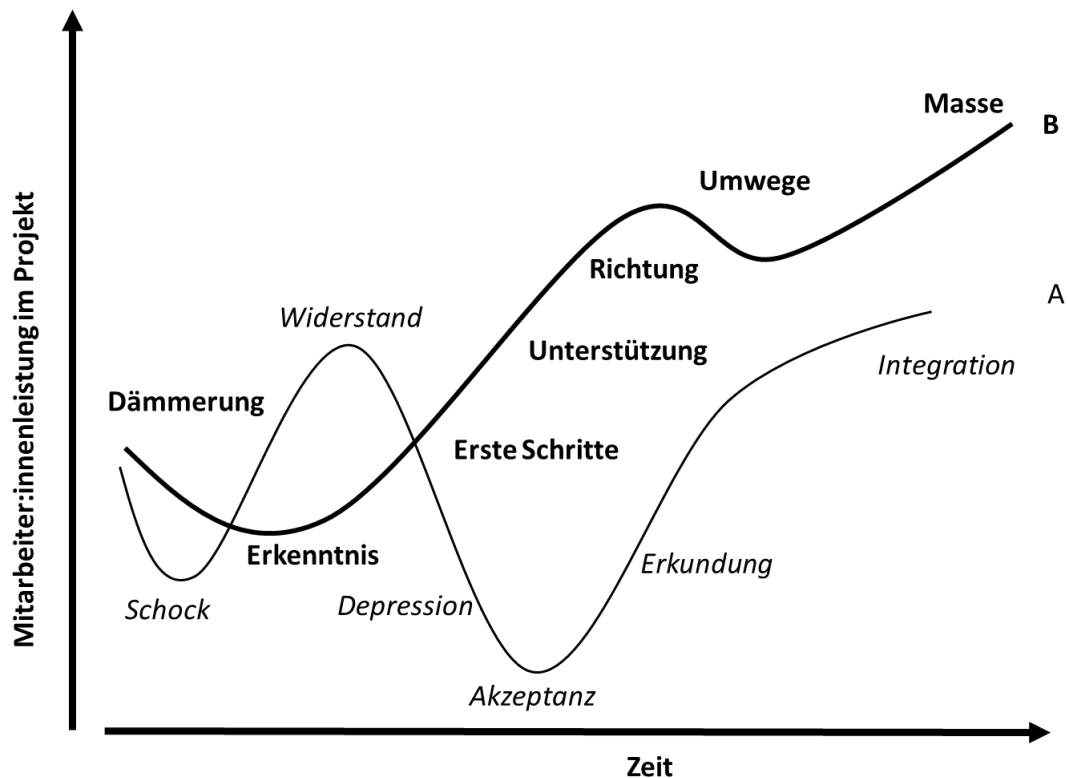 Mitarbeiter:innenleistung im Projekt
Masse
B
Umwege
Richtung
A
Widerstand
Unterstützung
Integration
Dämmerung
Erste Schritte
Erkenntnis
Erkundung
Schock
Depression
Akzeptanz
Zeit